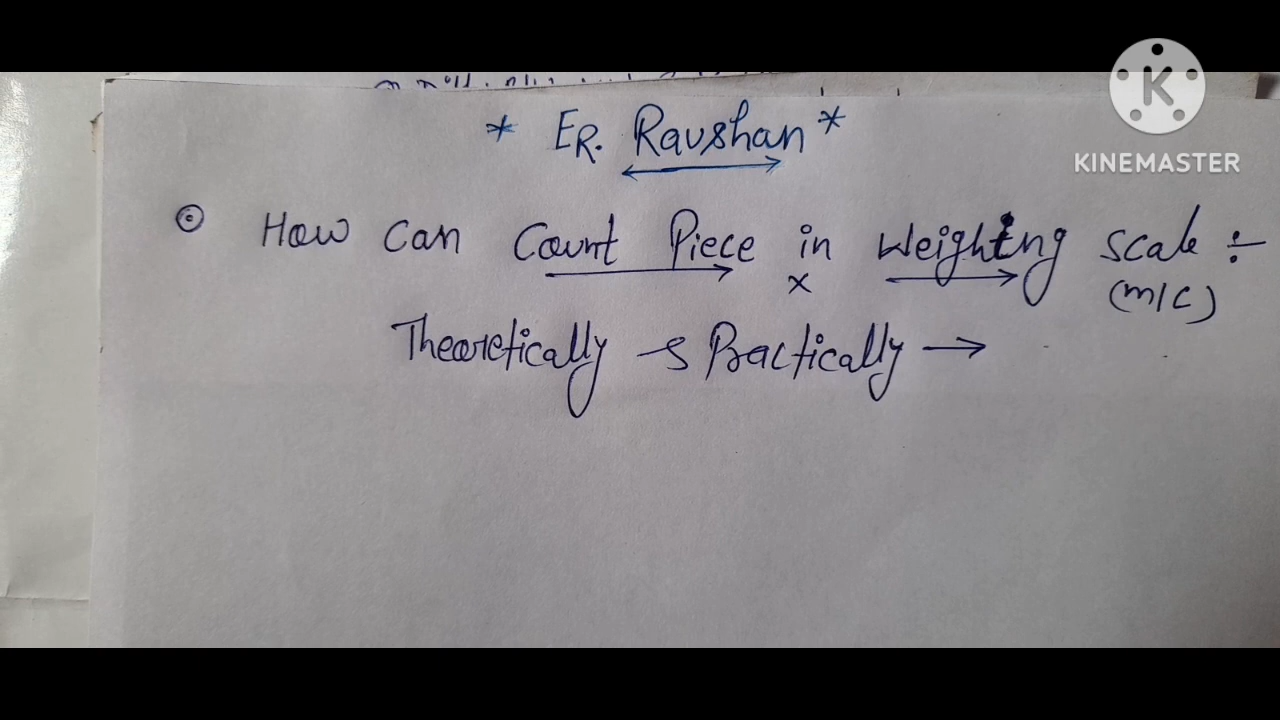 * ER. Raushan *
KINEMASTER
⊙ How can Count Piece in Weighting Scale :-
x
(m/c)
Theoretically & Practically →